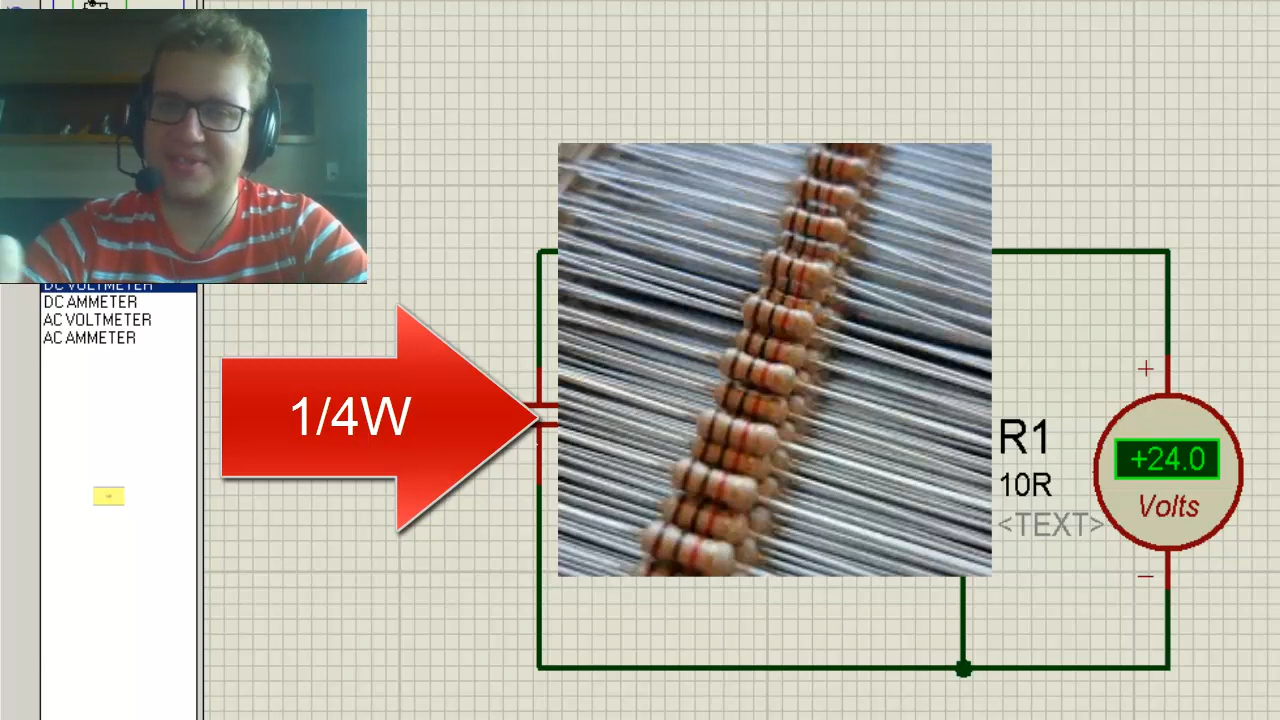 DC VOLTMETER
DC AMMETER
AC VOLTMETER
AC AMMETER
1/4W
R1
10R
<TEXT>
+
+24.0
Volts
−